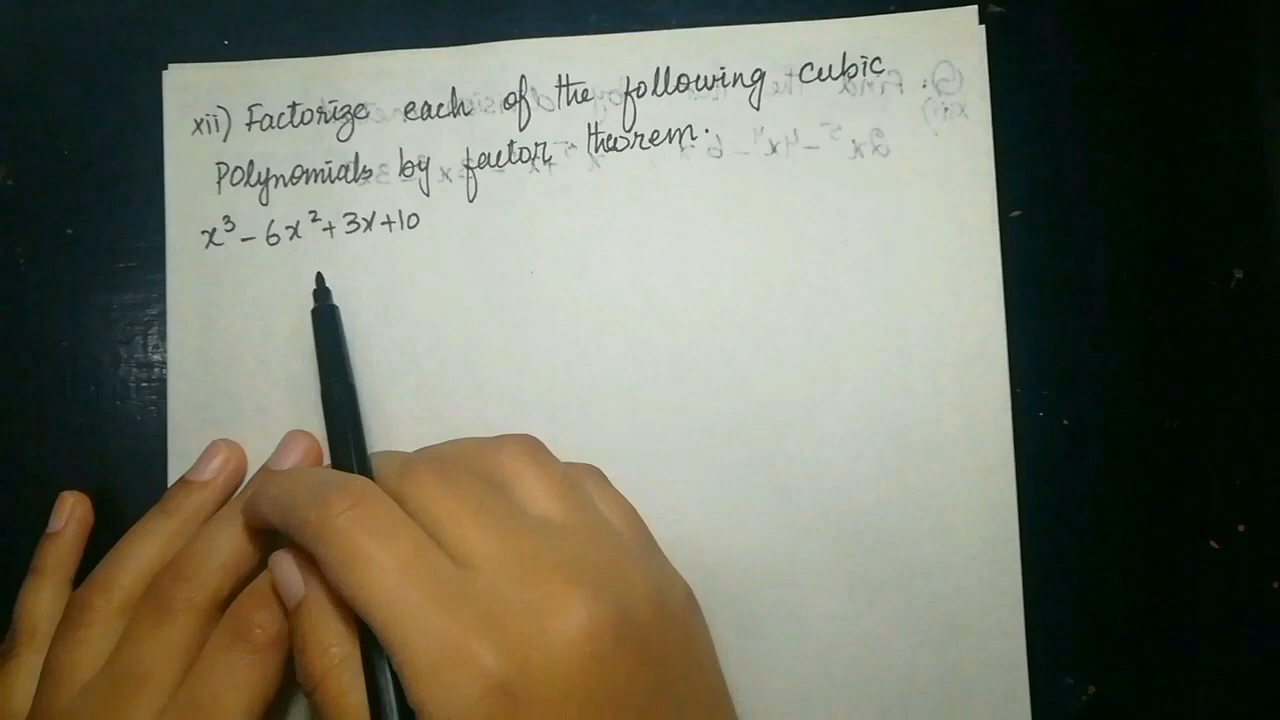 xii) Factorize each of the following cubic
Polynomials by factor theorem.
x³ - 6x² + 3x + 10